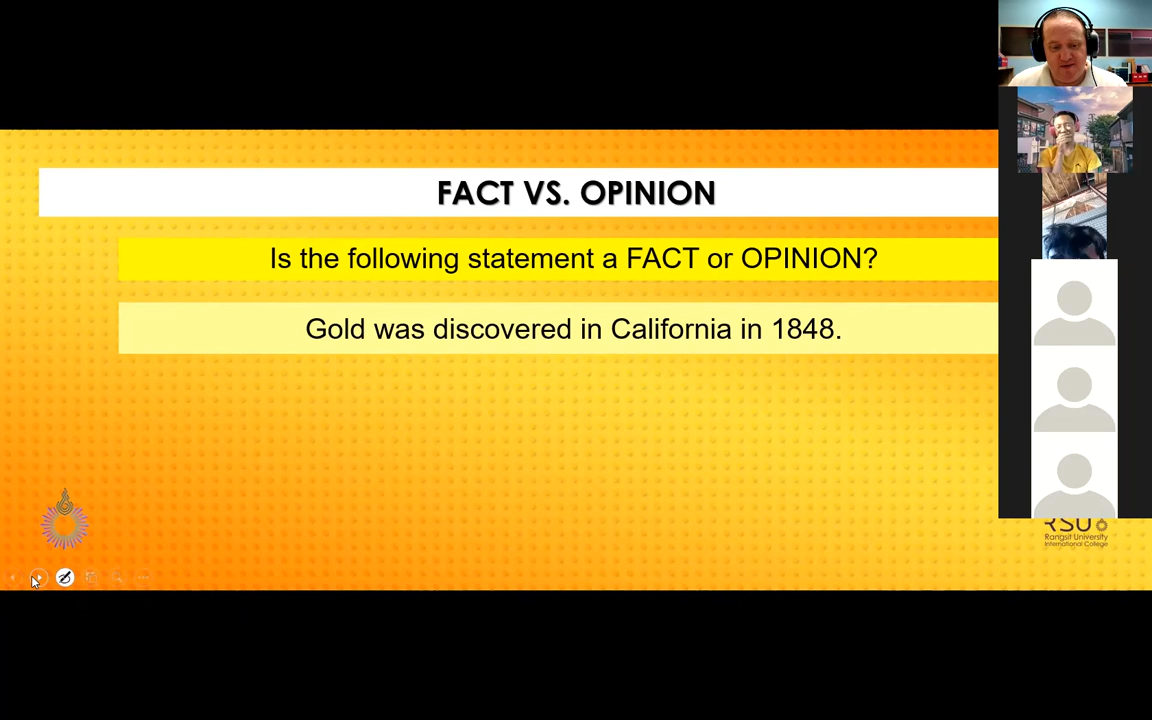 FACT VS. OPINION
Is the following statement a FACT or OPINION?
Gold was discovered in California in 1848.
RSU
Rangsit University
International College